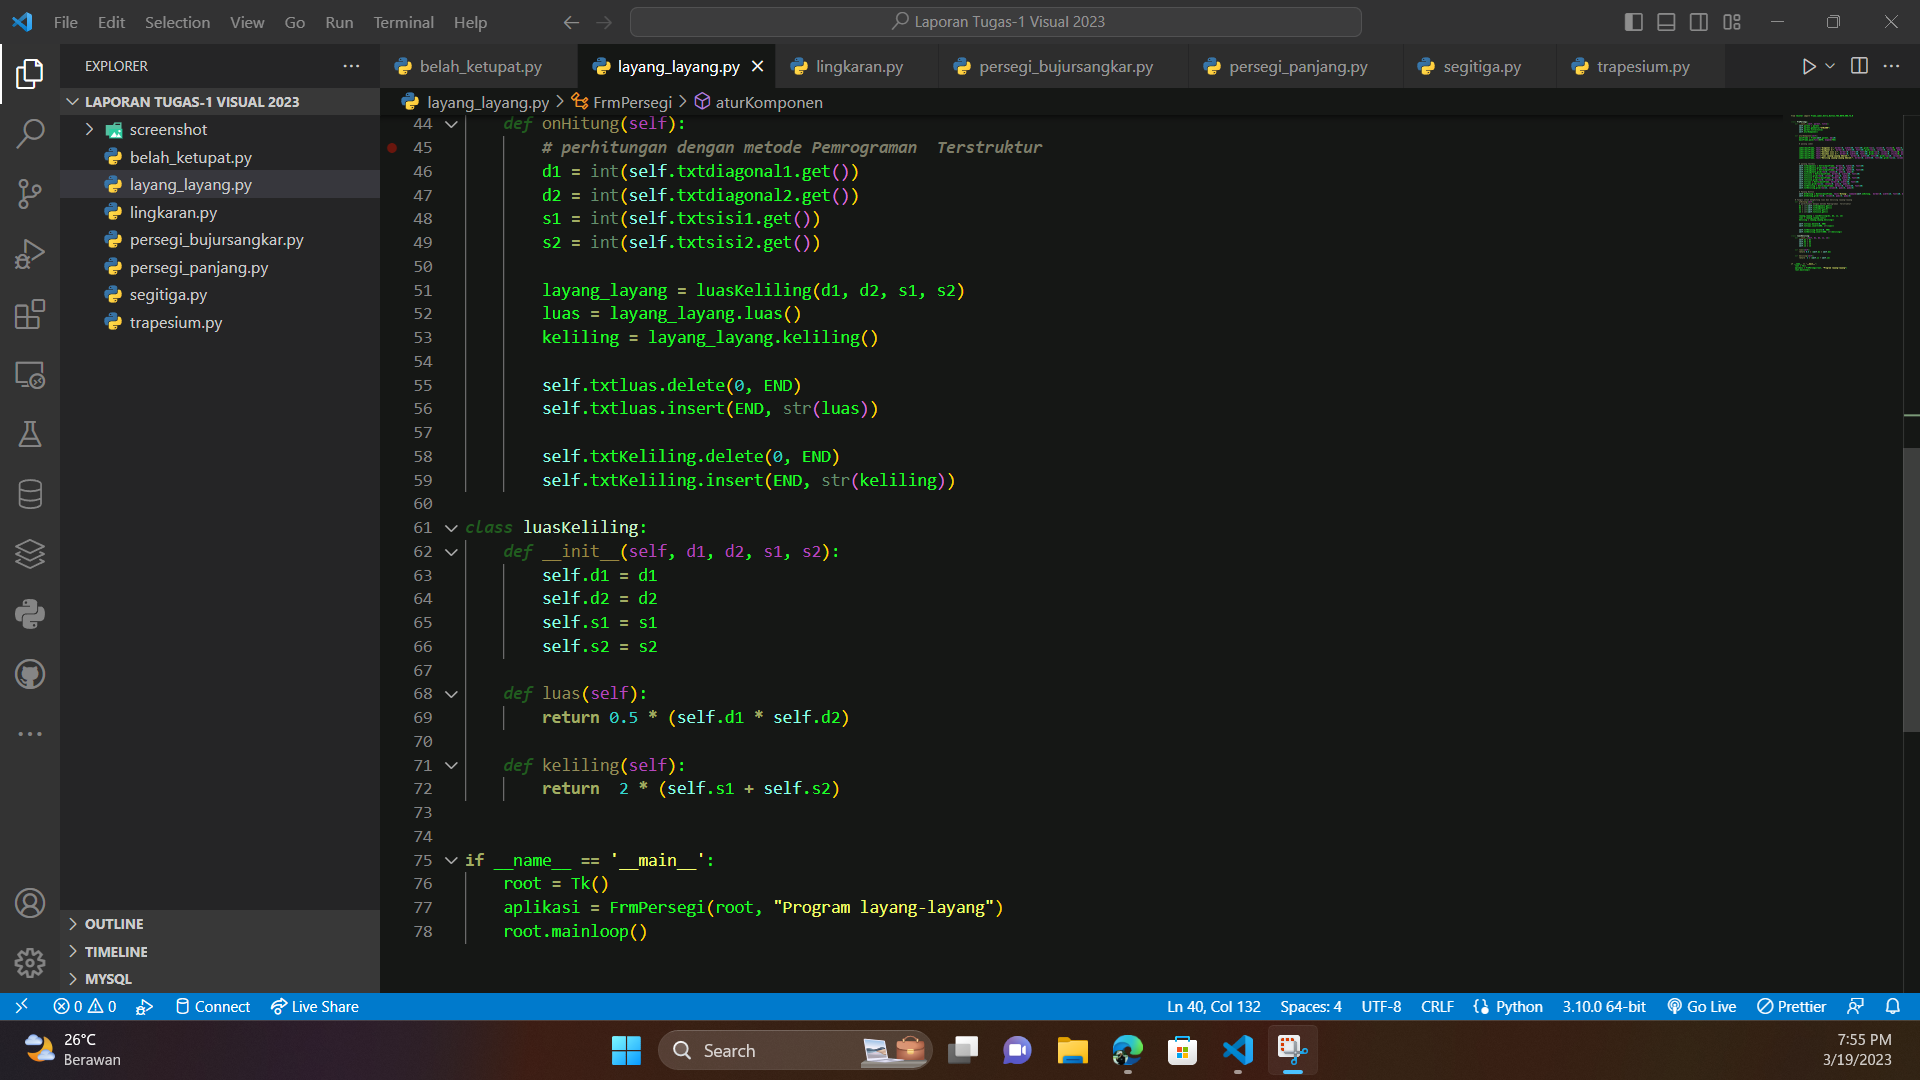 File Edit Selection View Go Run Terminal Help
Laporan Tugas-1 Visual 2023
EXPLORER
belah_ketupat.py layang_layang.py lingkaran.py persegi_bujursangkar.py persegi_panjang.py segitiga.py trapesium.py
LAPORAN TUGAS-1 VISUAL 2023
layang_layang.py > FrmPersegi > aturKomponen
screenshot
belah_ketupat.py
layang_layang.py
lingkaran.py
persegi_bujursangkar.py
persegi_panjang.py
segitiga.py
trapesium.py
44 def onHitung(self):
45 # perhitungan dengan metode Pemrograman  Terstruktur
46 d1 = int(self.txtdiagonal1.get())
47 d2 = int(self.txtdiagonal2.get())
48 s1 = int(self.txtsisi1.get())
49 s2 = int(self.txtsisi2.get())
50
51 layang_layang = luasKeliling(d1, d2, s1, s2)
52 luas = layang_layang.luas()
53 keliling = layang_layang.keliling()
54
55 self.txtluas.delete(0, END)
56 self.txtluas.insert(END, str(luas))
57
58 self.txtKeliling.delete(0, END)
59 self.txtKeliling.insert(END, str(keliling))
60
61 class luasKeliling:
62 def __init__(self, d1, d2, s1, s2):
63 self.d1 = d1
64 self.d2 = d2
65 self.s1 = s1
66 self.s2 = s2
67
68 def luas(self):
69 return 0.5 * (self.d1 * self.d2)
70
71 def keliling(self):
72 return  2 * (self.s1 + self.s2)
73
74
75 if __name__ == '__main__':
76 root = Tk()
77 aplikasi = FrmPersegi(root, "Program layang-layang")
78 root.mainloop()
OUTLINE
TIMELINE
MYSQL
0 0 Connect Live Share
Ln 40, Col 132 Spaces: 4 UTF-8 CRLF Python 3.10.0 64-bit Go Live Prettier
26°C
Berawan
Search
7:55 PM
3/19/2023